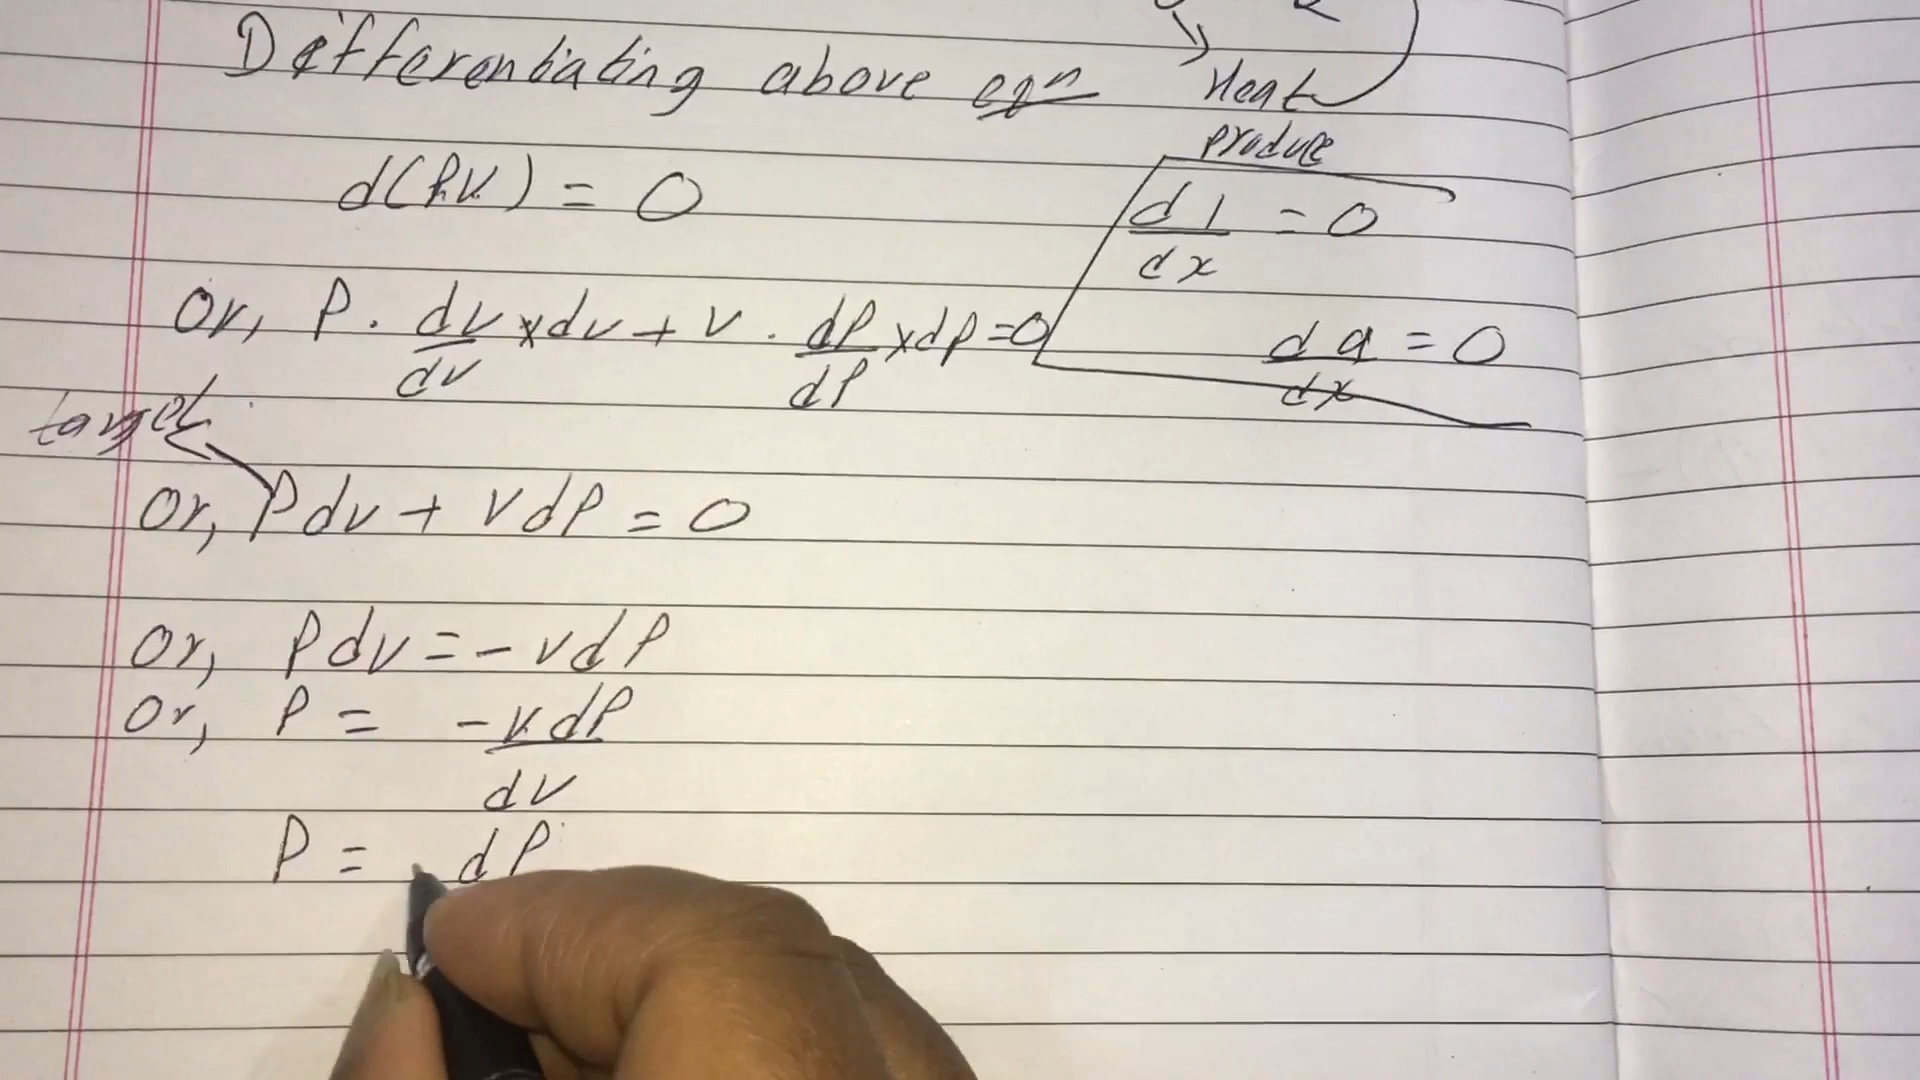 Differentiating above eqn
Heat
produce
d(P.V.) = 0
d1/dx = 0
Or, P. dv/dv × dv + V. dP/dP × dP = 0
da/dx = 0
target
Or, Pdv + VdP = 0
Or, Pdv = - vdP
Or, P = -vdP/dv
P = dP